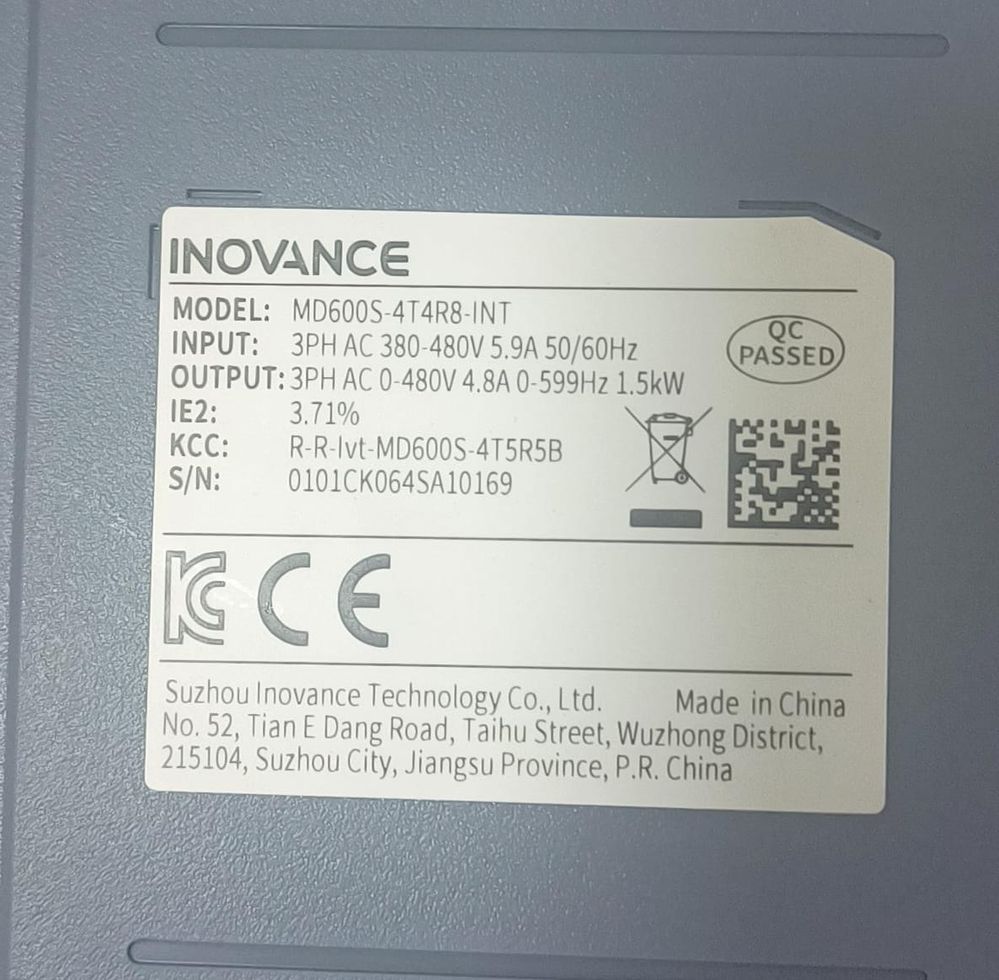 INOVANCE
MODEL: MD600S-4T4R8-INT
INPUT: 3PH AC 380-480V 5.9A 50/60Hz
OUTPUT: 3PH AC 0-480V 4.8A 0-599Hz 1.5kW
IE2: 3.71%
KCC: R-R-Ivt-MD600S-4T5R5B
S/N: 0101CK064SA10169
QC
PASSED
KC CE
Suzhou Inovance Technology Co., Ltd. Made in China
No. 52, Tian E Dang Road, Taihu Street, Wuzhong District,
215104, Suzhou City, Jiangsu Province, P.R. China